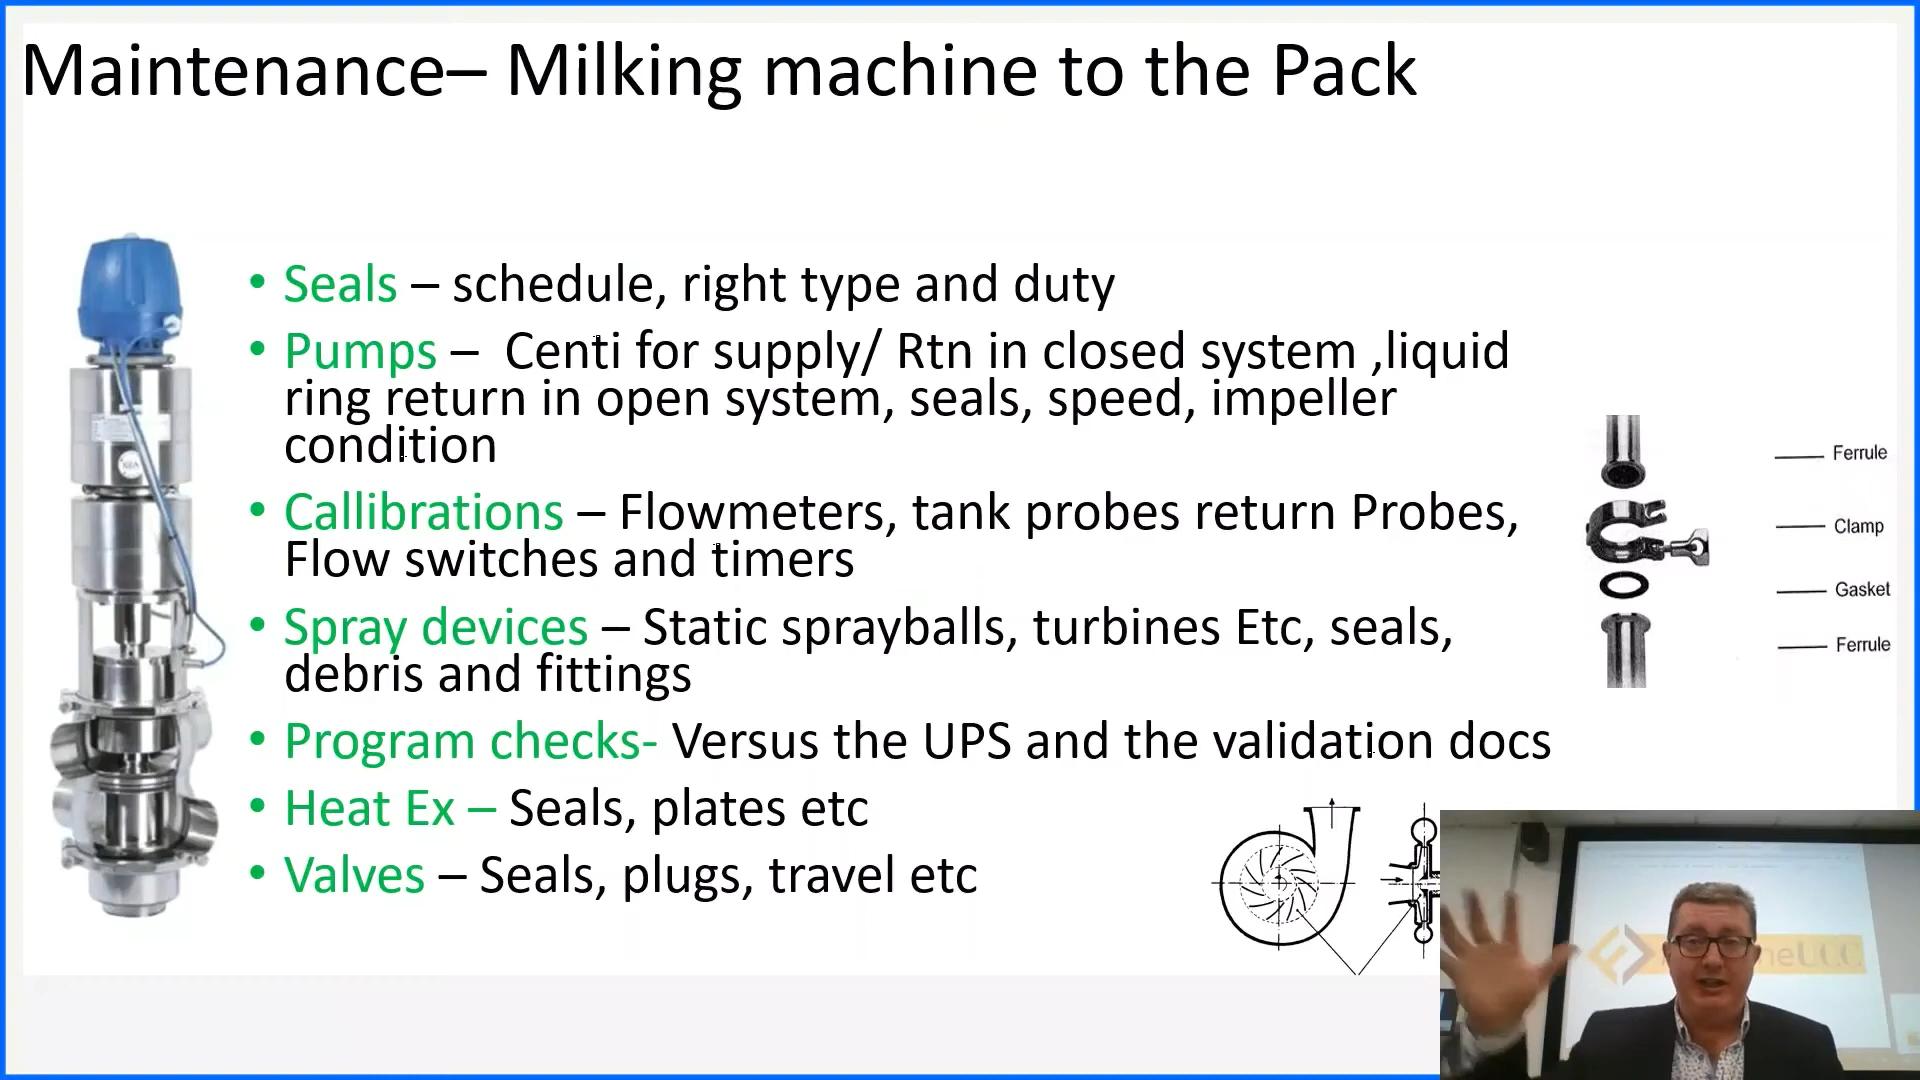 Maintenance– Milking machine to the Pack
• Seals – schedule, right type and duty
• Pumps –  Centi for supply/ Rtn in closed system ,liquid
ring return in open system, seals, speed, impeller
condition
• Callibrations – Flowmeters, tank probes return Probes,
Flow switches and timers
• Spray devices – Static sprayballs, turbines Etc, seals,
debris and fittings
• Program checks- Versus the UPS and the validation docs
• Heat Ex – Seals, plates etc
• Valves – Seals, plugs, travel etc
Ferrule
Clamp
Gasket
Ferrule